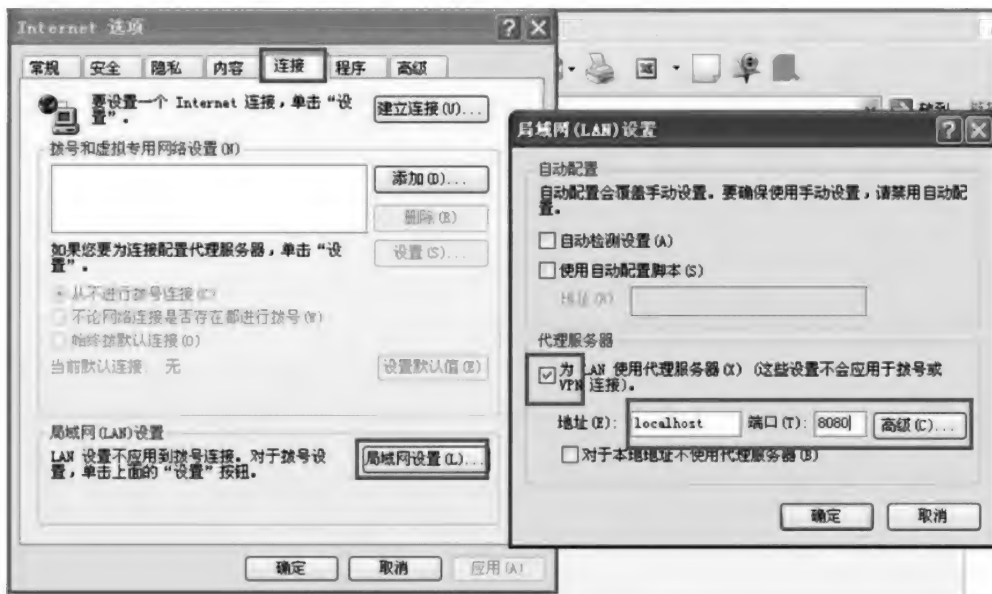 Internet 选项
常规 安全 隐私 内容 连接 程序 高级
要设置一个 Internet 连接，单击“设
置”。
建立连接(U)...
拨号和虚拟专用网络设置(N)
添加(D)...
删除(R)
如果您要为连接配置代理服务器，单击“设
置”。
设置(S)...
从不进行拨号连接(C)
不论网络连接是否存在都进行拨号(W)
始终拨默认连接(O)
当前默认连接 无
设置默认值(E)
局域网(LAN)设置
LAN 设置不应用到拨号连接。对于拨号设
置，单击上面的“设置”按钮。
局域网设置(L)...
确定 取消 应用(A)
转到
局域网(LAN)设置
自动配置
自动配置会覆盖手动设置。要确保使用手动设置，请禁用自动配
置。
自动检测设置(A)
使用自动配置脚本(S)
地址(R)
代理服务器
为 LAN 使用代理服务器(X) (这些设置不会应用于拨号或
VPN 连接)。
地址(E): localhost 端口(T): 8080 高级(C)...
对于本地地址不使用代理服务器(B)
确定 取消